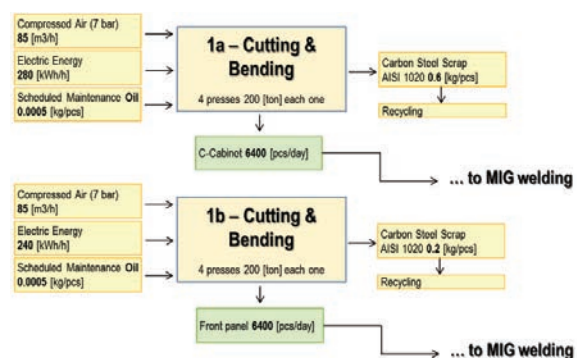 Compressed Air (7 bar)
85 [m3/h]
Electric Energy
280 [kWh/h]
Scheduled Maintenance Oil
0.0005 [kg/pcs]
1a – Cutting &
Bending
4 presses 200 [ton] each one
Carbon Steel Scrap
AISI 1020 0.6 [kg/pcs]
Recycling
C-Cabinet 6400 [pcs/day]
... to MIG welding
Compressed Air (7 bar)
85 [m3/h]
Electric Energy
240 [kWh/h]
Scheduled Maintenance Oil
0.0005 [kg/pcs]
1b – Cutting &
Bending
4 presses 200 [ton] each one
Carbon Steel Scrap
AISI 1020 0.2 [kg/pcs]
Recycling
Front panel 6400 [pcs/day]
... to MIG welding